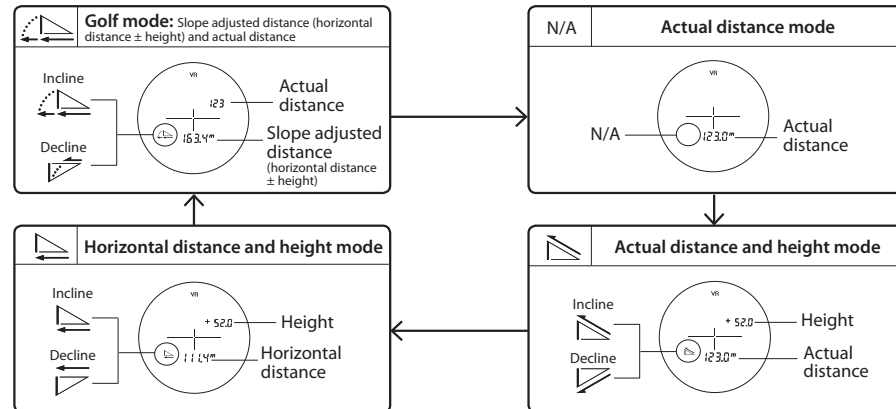 Golf mode: Slope adjusted distance (horizontal
distance ± height) and actual distance
Incline
Decline
VR
123
163.4m
Actual
distance
Slope adjusted
distance
(horizontal distance
± height)
N/A
Actual distance mode
VR
N/A
123.0m
Actual
distance
Horizontal distance and height mode
Incline
Decline
VR
+ 52.0
111.4m
Height
Horizontal
distance
Actual distance and height mode
Incline
Decline
VR
+ 52.0
123.0m
Height
Actual
distance